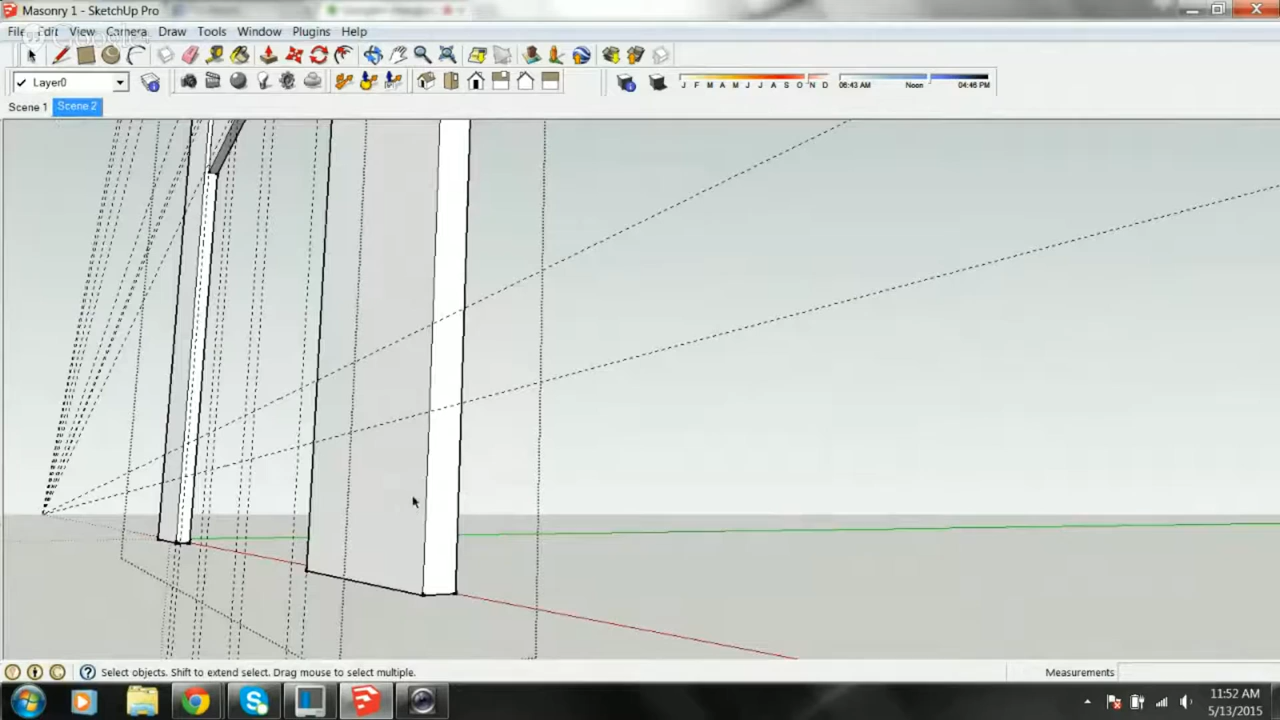 Masonry 1 - SketchUp Pro
File Edit View Camera Draw Tools Window Plugins Help
Layer0
J F M A M J J A S O N D 06:43 AM Noon 04:46 PM
Scene 1 Scene 2
Select objects. Shift to extend select. Drag mouse to select multiple. Measurements
11:52 AM
5/13/2015